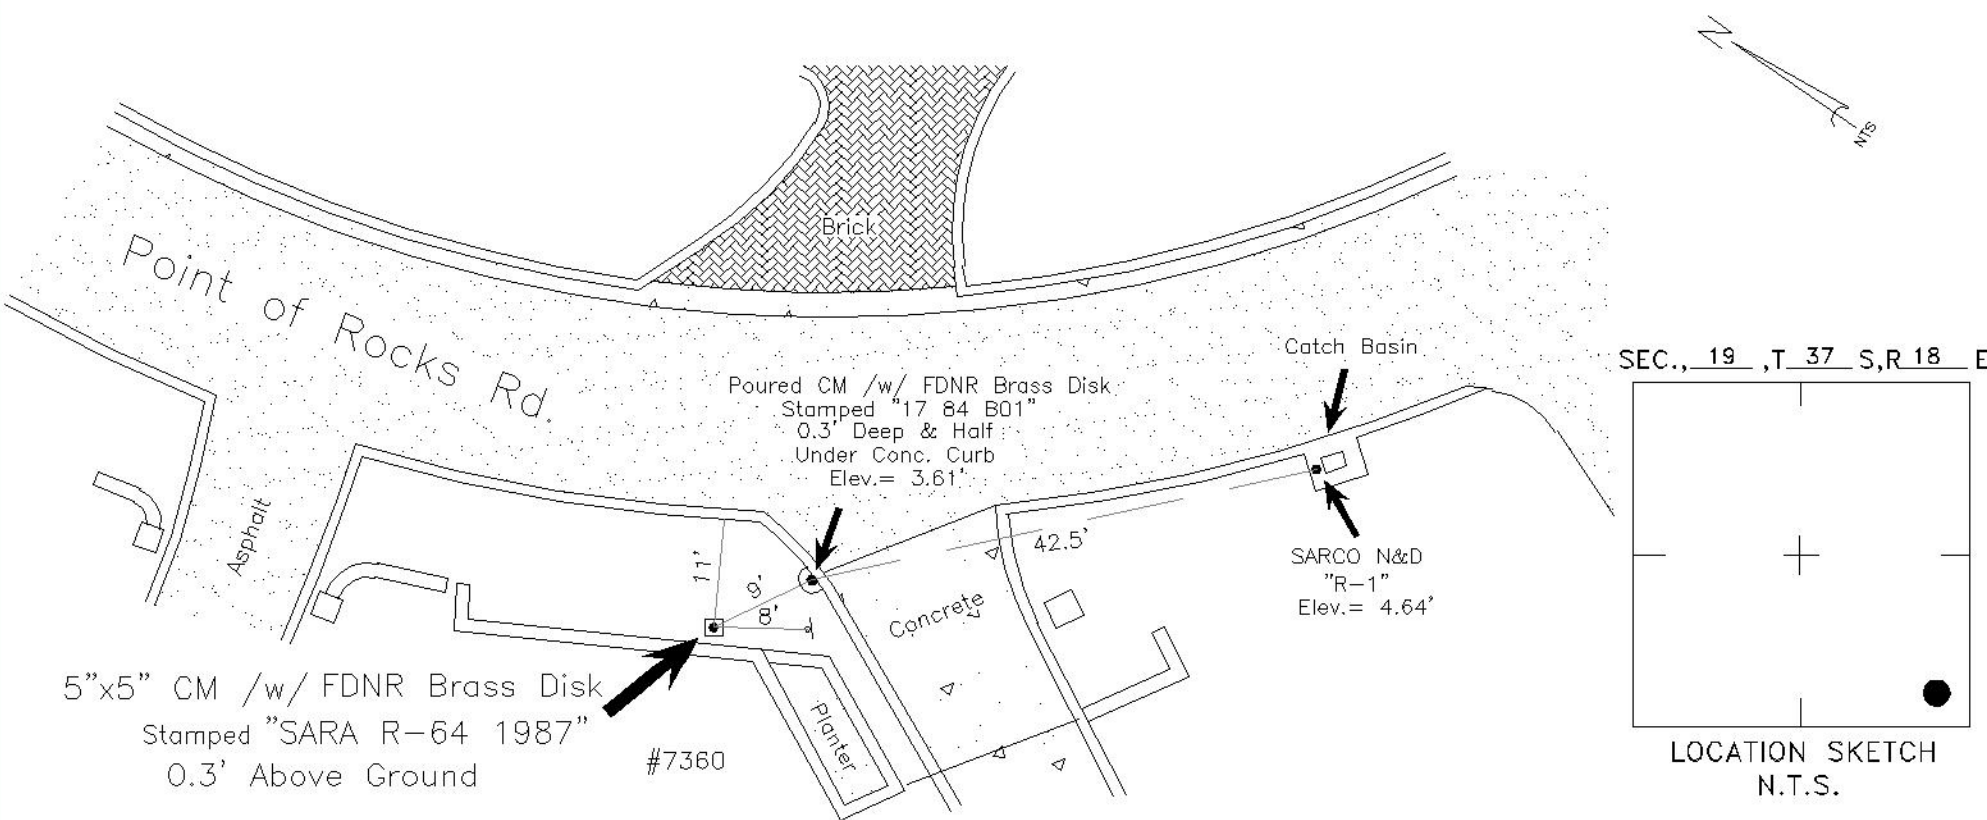 N
NTS
Brick
Point of Rocks Rd.
Catch Basin
SEC., 19 ,T 37 S,R 18 E
Poured CM /w/ FDNR Brass Disk
Stamped "17 84 B01"
0.3' Deep & Half
Under Conc. Curb
Elev.= 3.61'
Asphalt
11'
9'
8'
42.5'
SARCO N&D
"R-1"
Elev.= 4.64'
Concrete
5"x5" CM /w/ FDNR Brass Disk
Stamped "SARA R-64 1987"
0.3' Above Ground
#7360
Planter
LOCATION SKETCH
N.T.S.